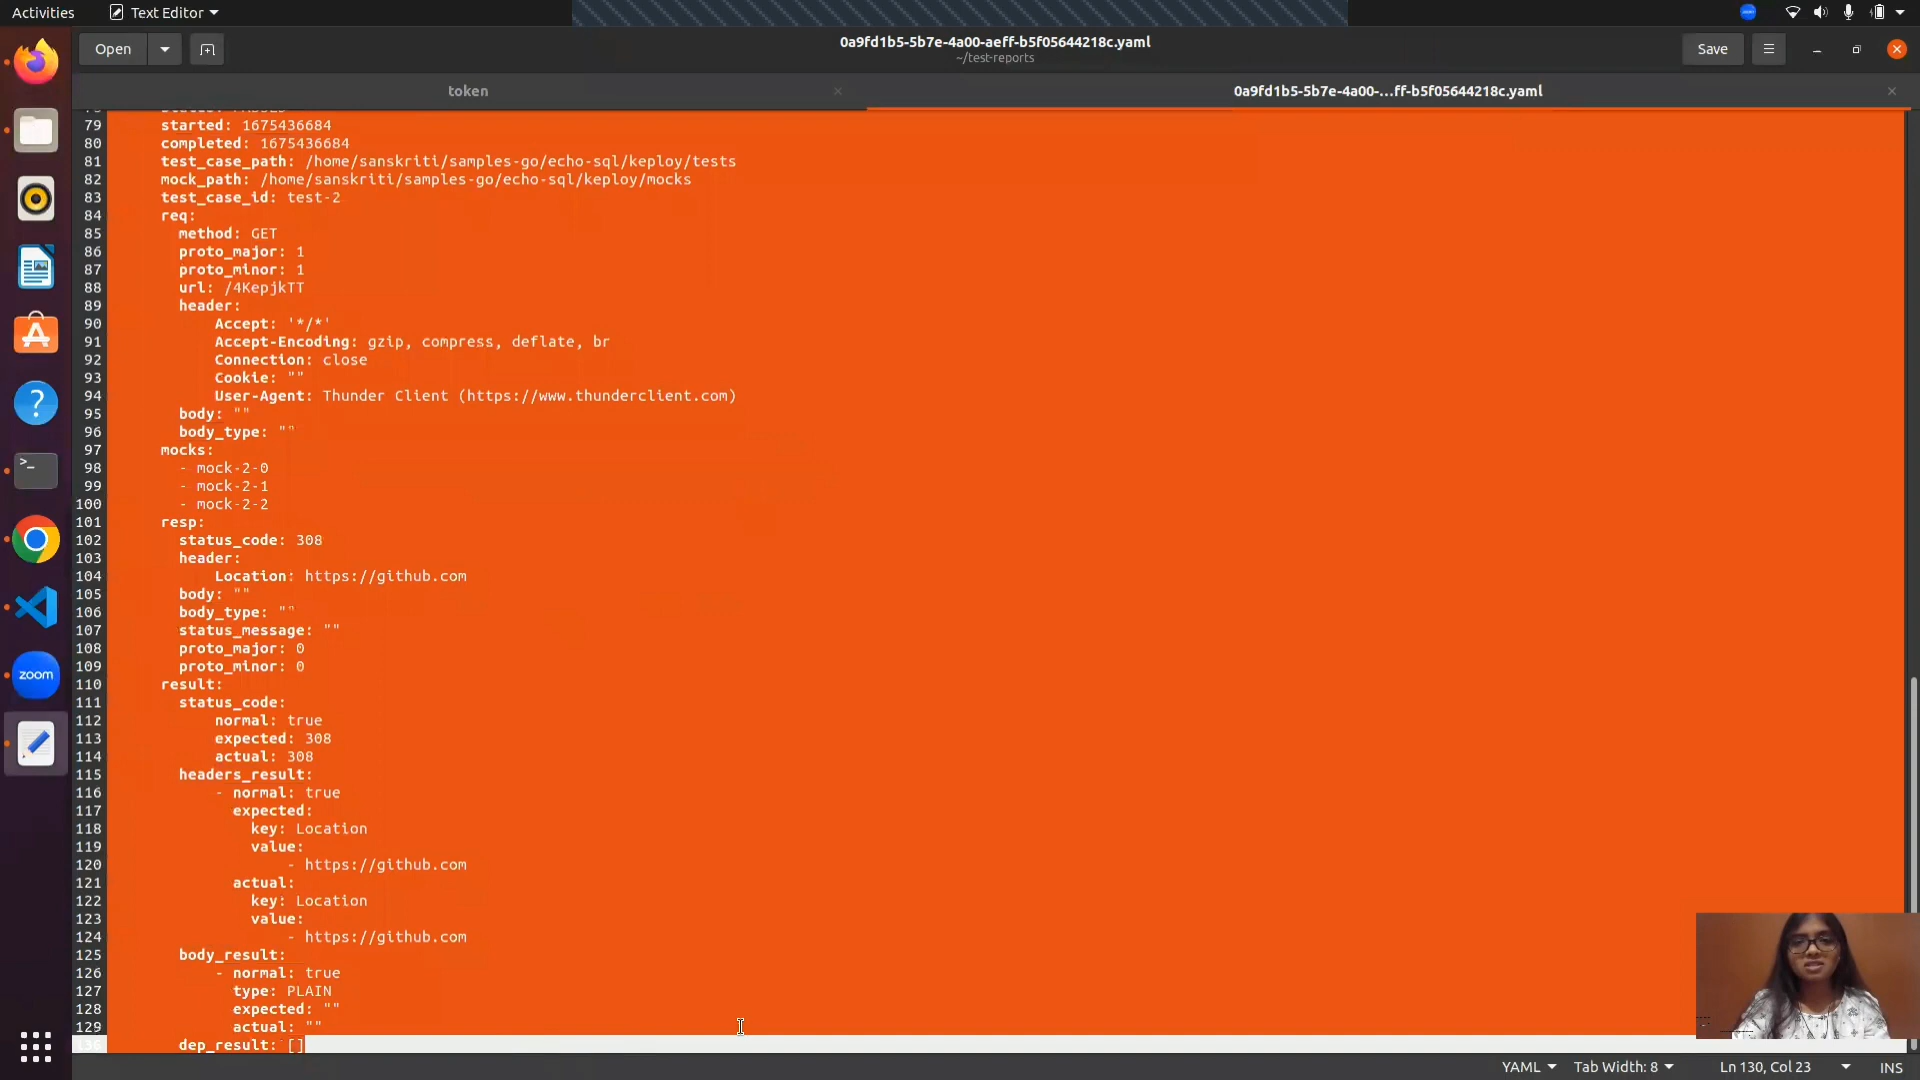 Activities
Text Editor
Open
0a9fd1b5-5b7e-4a00-aeff-b5f05644218c.yaml
~/test-reports
Save
token
0a9fd1b5-5b7e-4a00-...ff-b5f05644218c.yaml
79 started: 1675436684
80 completed: 1675436684
81 test_case_path: /home/sanskriti/samples-go/echo-sql/keploy/tests
82 mock_path: /home/sanskriti/samples-go/echo-sql/keploy/mocks
83 test_case_id: test-2
84 req:
85 method: GET
86 proto_major: 1
87 proto_minor: 1
88 url: /4KepjkTT
89 header:
90 Accept: '*/*'
91 Accept-Encoding: gzip, compress, deflate, br
92 Connection: close
93 Cookie: ""
94 User-Agent: Thunder Client (https://www.thunderclient.com)
95 body: ""
96 body_type: ""
97 mocks:
98 - mock-2-0
99 - mock-2-1
100 - mock-2-2
101 resp:
102 status_code: 308
103 header:
104 Location: https://github.com
105 body: ""
106 body_type: ""
107 status_message: ""
108 proto_major: 0
109 proto_minor: 0
110 result:
111 status_code:
112 normal: true
113 expected: 308
114 actual: 308
115 headers_result:
116 - normal: true
117 expected:
118 key: Location
119 value:
120 - https://github.com
121 actual:
122 key: Location
123 value:
124 - https://github.com
125 body_result:
126 - normal: true
127 type: PLAIN
128 expected: ""
129 actual: ""
dep_result: []
zoom
YAML
Tab Width: 8
Ln 130, Col 23
INS